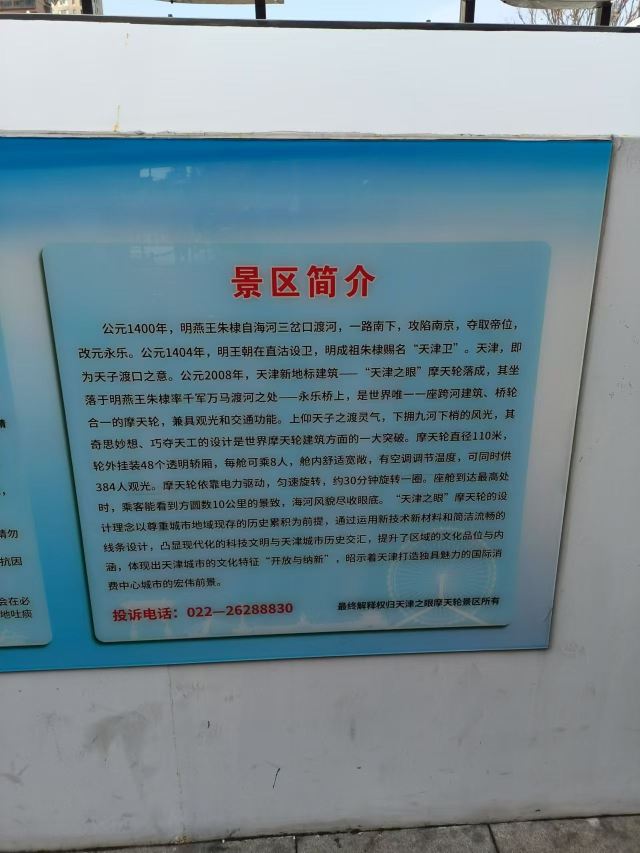 景区简介
公元1400年，明燕王朱棣自海河三岔口渡河，一路南下，攻陷南京，夺取帝位，
改元永乐。公元1404年，明王朝在直沽设卫，明成祖朱棣赐名“天津卫”。天津，即
为天子渡口之意。公元2008年，天津新地标建筑——“天津之眼”摩天轮落成，其坐
落于明燕王朱棣率千军万马渡河之处——永乐桥上，是世界唯一一座跨河建筑、桥轮
合一的摩天轮，兼具观光和交通功能。上仰天子之渡灵气，下拥九河下梢的风光，其
奇思妙想、巧夺天工的设计是世界摩天轮建筑方面的一大突破。摩天轮直径110米，
轮外挂装48个透明轿厢，每舱可乘8人，舱内舒适宽敞，有空调调节温度，可同时供
384人观光。摩天轮依靠电力驱动，匀速旋转，约30分钟旋转一圈。座舱到达最高处
时，乘客能看到方圆数10公里的景致，海河风貌尽收眼底。“天津之眼”摩天轮的设
计理念以尊重城市地域现存的历史累积为前提，通过运用新技术新材料和简洁流畅的
线条设计，凸显现代化的科技文明与天津城市历史交汇，提升了区域的文化品位与内
涵，体现出天津城市的文化特征“开放与纳新”，昭示着天津打造独具魅力的国际消
费中心城市的宏伟前景。
投诉电话：022—26288830
最终解释权归天津之眼摩天轮景区所有
请勿
抗因
会在必
地吐痰